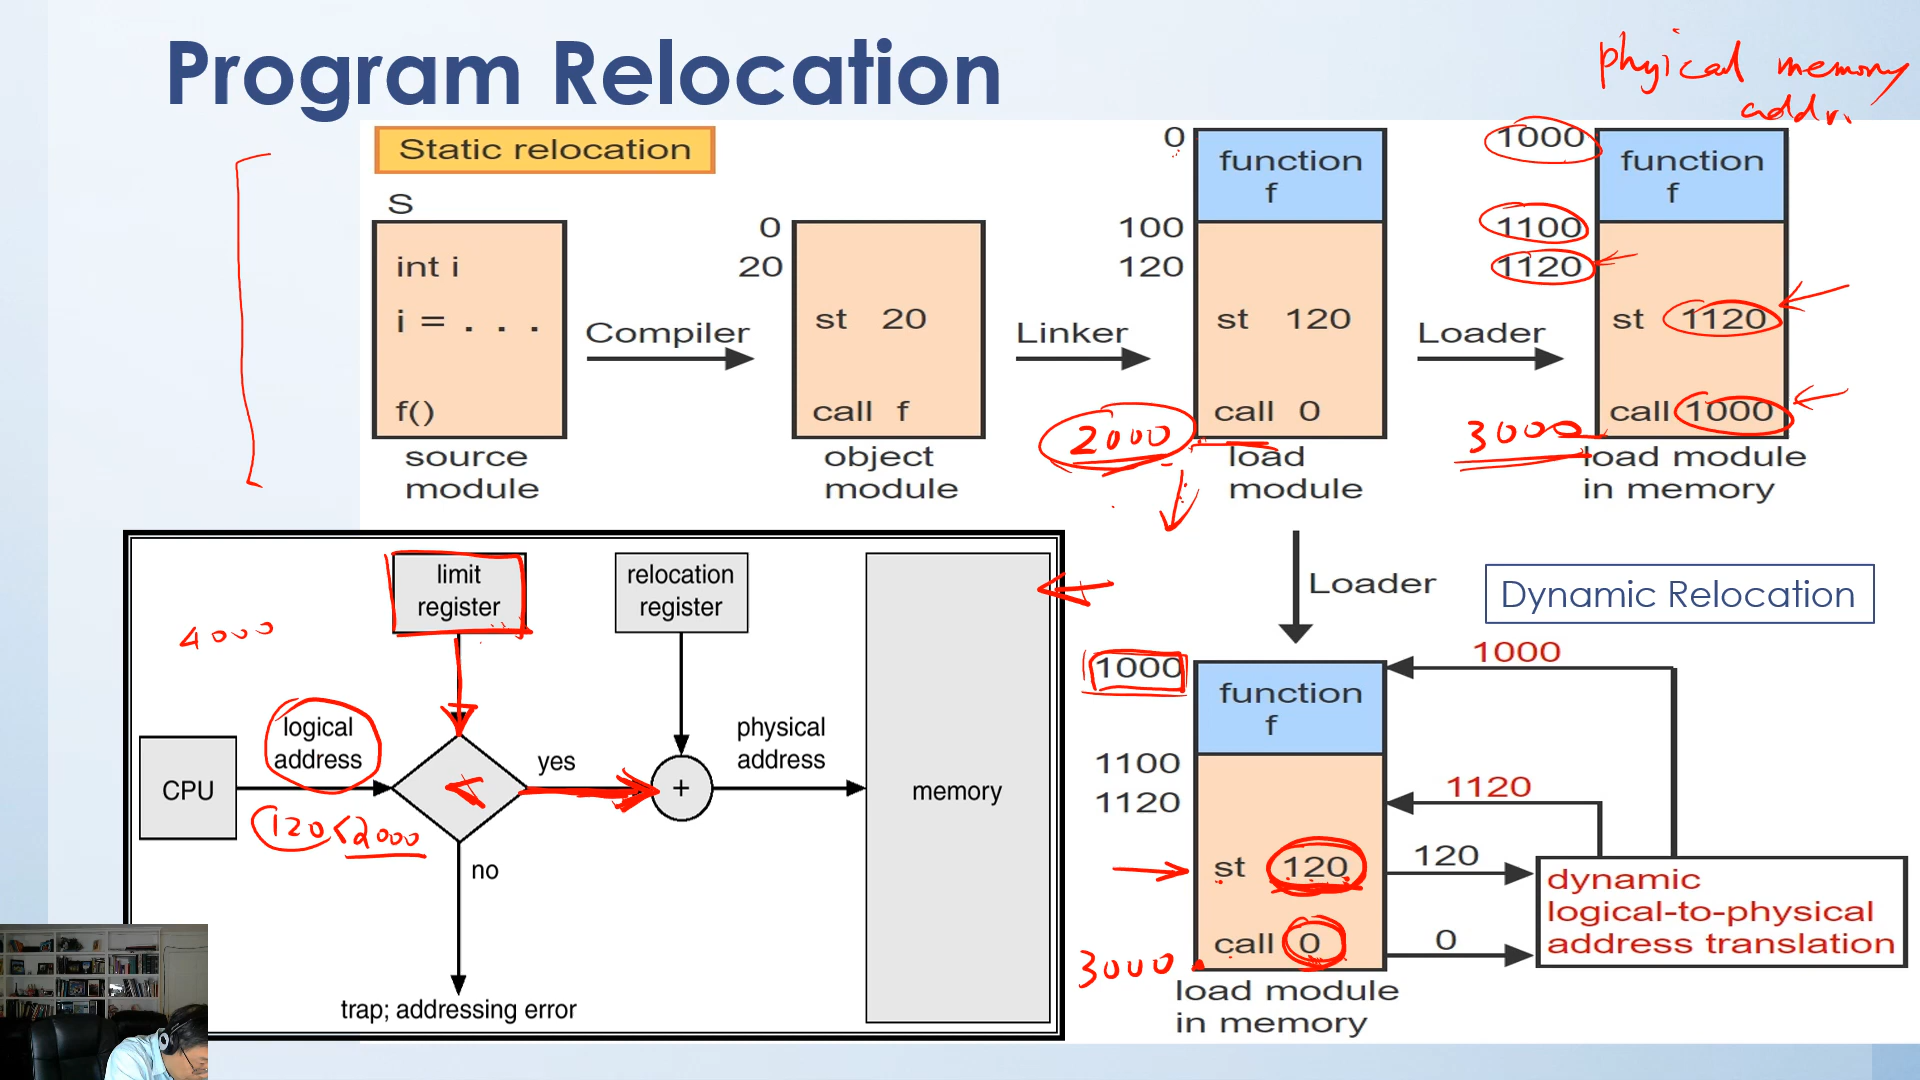 Program Relocation
phyical memory
addr.
Static relocation
S
int i
i = . . .
f()
source
module
Compiler
0
20
st 20
call f
object
module
Linker
0
100
120
function
f
st 120
call 0
2000
load
module
Loader
1000
1100
1120
function
f
st 1120
call 1000
3000
load module
in memory
Loader
Dynamic Relocation
limit
register
relocation
register
4000
logical
address
CPU
120 < 2000
<
yes
+
physical
address
memory
no
trap; addressing error
1000
1100
1120
function
f
st 120
call 0
3000
load module
in memory
1000
1120
120
0
dynamic
logical-to-physical
address translation